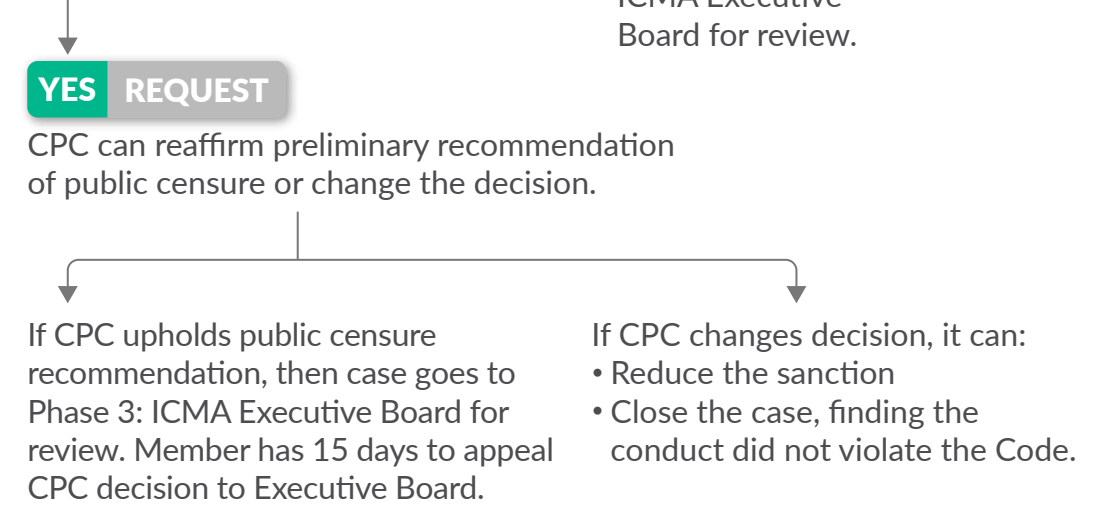 ICMA Executive
Board for review.
YES REQUEST
CPC can reaffirm preliminary recommendation
of public censure or change the decision.
If CPC upholds public censure
recommendation, then case goes to
Phase 3: ICMA Executive Board for
review. Member has 15 days to appeal
CPC decision to Executive Board.
If CPC changes decision, it can:
• Reduce the sanction
• Close the case, finding the
conduct did not violate the Code.